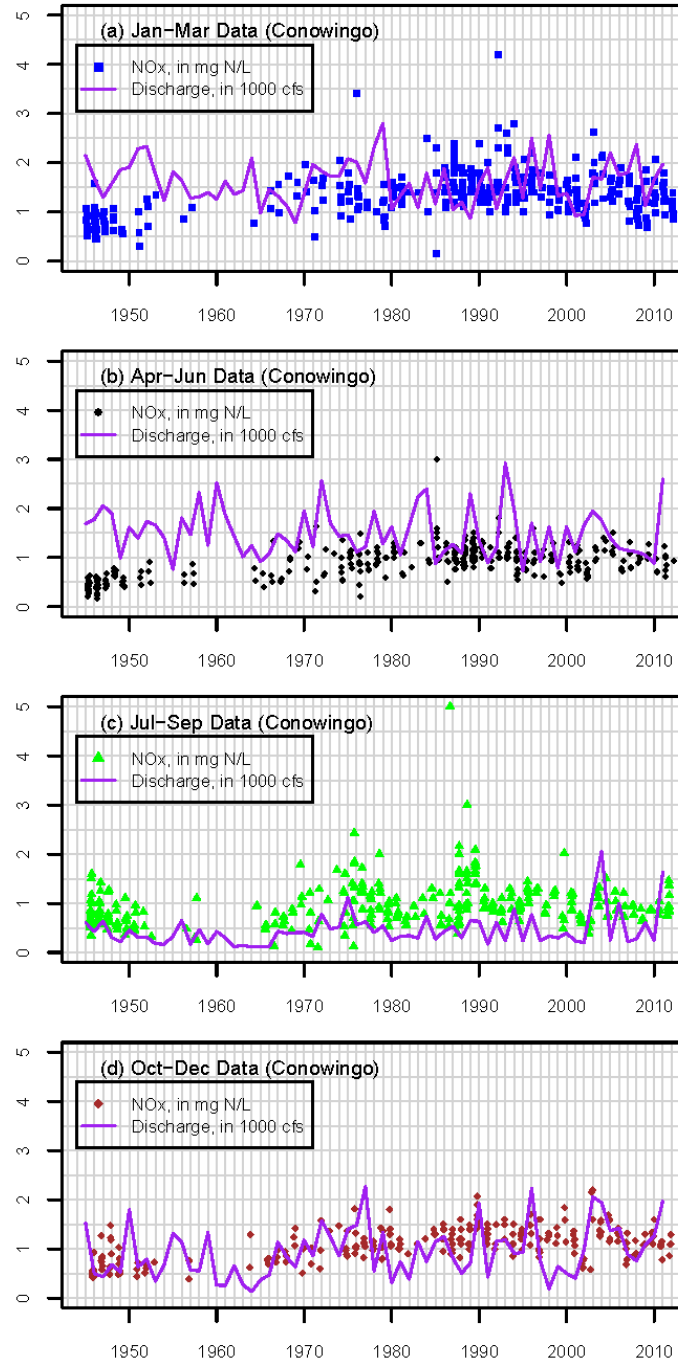 (a) Jan-Mar Data (Conowingo)
NOx, in mg N/L
Discharge, in 1000 cfs
5
4
3
2
1
0
1950 1960 1970 1980 1990 2000 2010
(b) Apr-Jun Data (Conowingo)
NOx, in mg N/L
Discharge, in 1000 cfs
5
4
3
2
1
0
1950 1960 1970 1980 1990 2000 2010
(c) Jul-Sep Data (Conowingo)
NOx, in mg N/L
Discharge, in 1000 cfs
5
4
3
2
1
0
1950 1960 1970 1980 1990 2000 2010
(d) Oct-Dec Data (Conowingo)
NOx, in mg N/L
Discharge, in 1000 cfs
5
4
3
2
1
0
1950 1960 1970 1980 1990 2000 2010